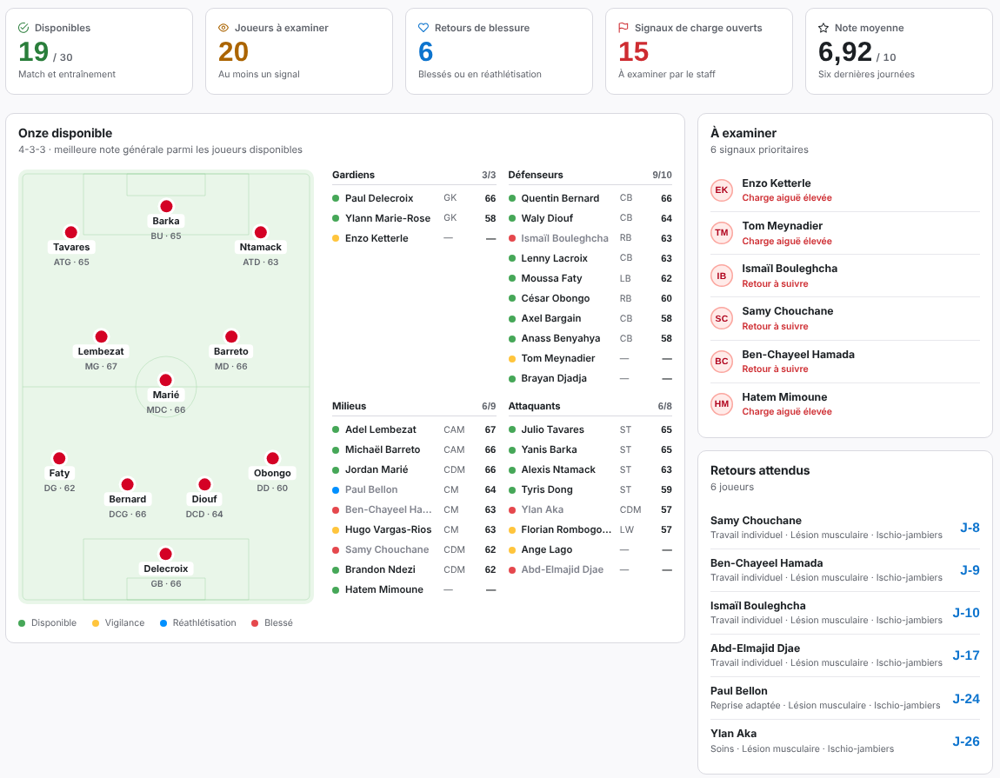 Disponibles
19 / 30
Match et entraînement
Joueurs à examiner
20
Au moins un signal
Retours de blessure
6
Blessés ou en réathlétisation
Signaux de charge ouverts
15
À examiner par le staff
Note moyenne
6,92 / 10
Six dernières journées
Onze disponible
4-3-3 · meilleure note générale parmi les joueurs disponibles
Barka
BU · 65
Tavares
ATG · 65
Ntamack
ATD · 63
Lembezat
MG · 67
Barreto
MD · 66
Marié
MDC · 66
Faty
DG · 62
Obongo
DD · 60
Bernard
DCG · 66
Diouf
DCD · 64
Delecroix
GB · 66
Disponible
Vigilance
Réathlétisation
Blessé
Gardiens 3/3
Paul Delecroix GK 66
Ylann Marie-Rose GK 58
Enzo Ketterle — —
Défenseurs 9/10
Quentin Bernard CB 66
Waly Diouf CB 64
Ismaïl Bouleghcha RB 63
Lenny Lacroix CB 63
Moussa Faty LB 62
César Obongo RB 60
Axel Bargain CB 58
Anass Benyahya CB 58
Tom Meynadier — —
Brayan Djadja — —
Milieus 6/9
Adel Lembezat CAM 67
Michaël Barreto CAM 66
Jordan Marié CDM 66
Paul Bellon CM 64
Ben-Chayeel Ha... CM 63
Hugo Vargas-Rios CM 63
Samy Chouchane CDM 62
Brandon Ndezi CDM 62
Hatem Mimoune — —
Attaquants 6/8
Julio Tavares ST 65
Yanis Barka ST 65
Alexis Ntamack ST 63
Tyris Dong ST 59
Ylan Aka CDM 57
Florian Rombogo... LW 57
Ange Lago — —
Abd-Elmajid Djae — —
À examiner
6 signaux prioritaires
EK
Enzo Ketterle
Charge aiguë élevée
TM
Tom Meynadier
Charge aiguë élevée
IB
Ismaïl Bouleghcha
Retour à suivre
SC
Samy Chouchane
Retour à suivre
BC
Ben-Chayeel Hamada
Retour à suivre
HM
Hatem Mimoune
Charge aiguë élevée
Retours attendus
6 joueurs
Samy Chouchane
Travail individuel · Lésion musculaire · Ischio-jambiers
J-8
Ben-Chayeel Hamada
Travail individuel · Lésion musculaire · Ischio-jambiers
J-9
Ismaïl Bouleghcha
Travail individuel · Lésion musculaire · Ischio-jambiers
J-10
Abd-Elmajid Djae
Travail individuel · Lésion musculaire · Ischio-jambiers
J-17
Paul Bellon
Reprise adaptée · Lésion musculaire · Ischio-jambiers
J-24
Ylan Aka
Soins · Lésion musculaire · Ischio-jambiers
J-26